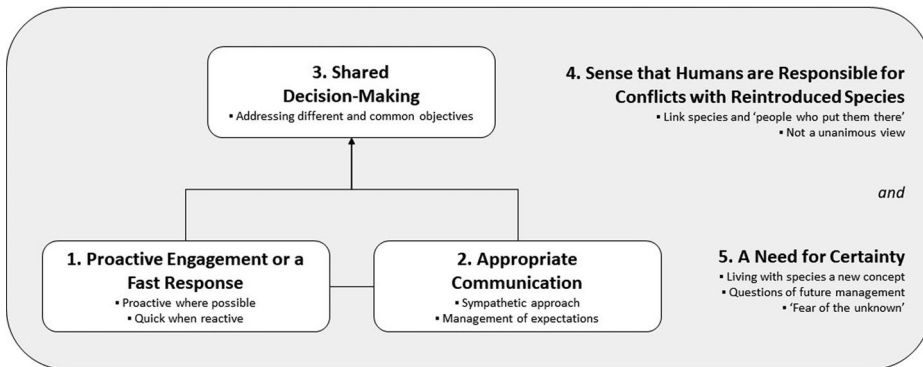 3. Shared
Decision-Making
▪ Addressing different and common objectives
4. Sense that Humans are Responsible for
Conflicts with Reintroduced Species
▪ Link species and ‘people who put them there’
▪ Not a unanimous view
and
1. Proactive Engagement or a
Fast Response
▪ Proactive where possible
▪ Quick when reactive
2. Appropriate
Communication
▪ Sympathetic approach
▪ Management of expectations
5. A Need for Certainty
▪ Living with species a new concept
▪ Questions of future management
▪ ‘Fear of the unknown’